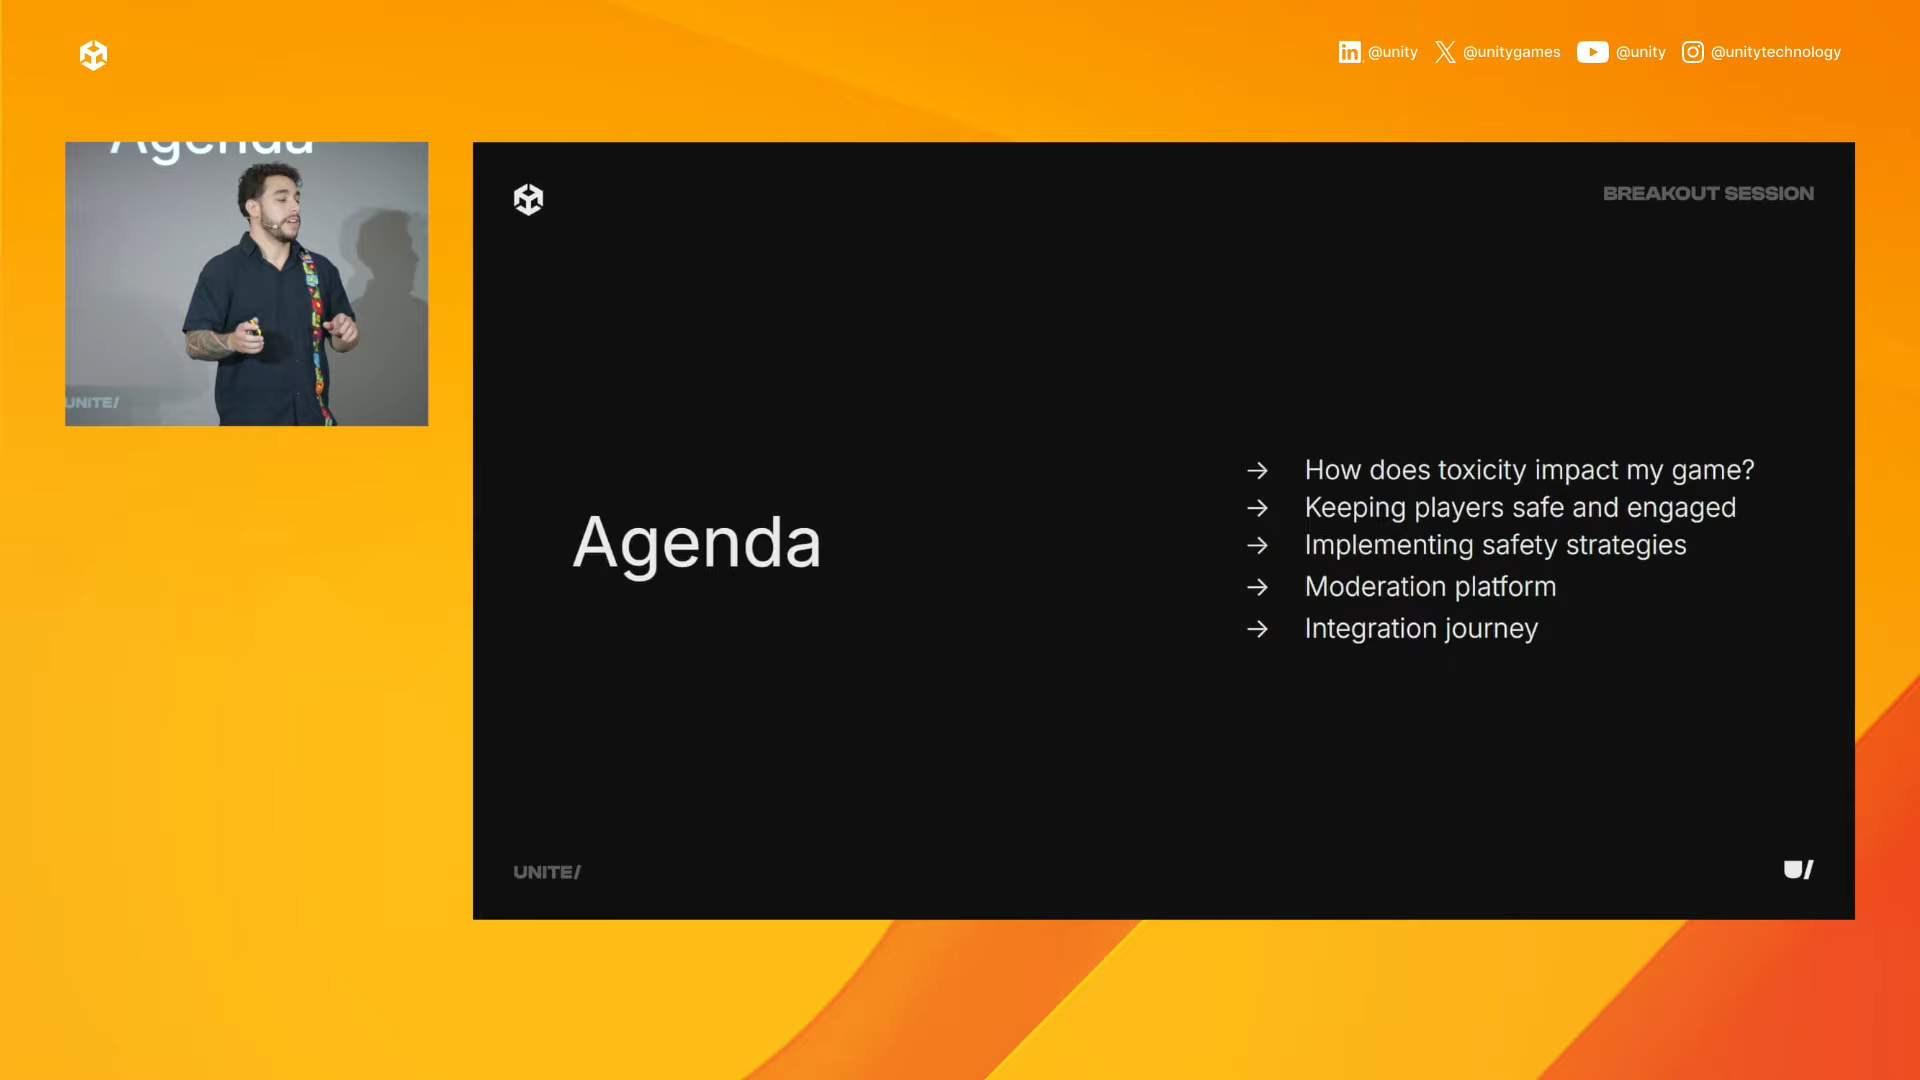 @unity @unitygames @unity @unitytechnology
Agenda
UNITE/
BREAKOUT SESSION
Agenda
→ How does toxicity impact my game?
→ Keeping players safe and engaged
→ Implementing safety strategies
→ Moderation platform
→ Integration journey
UNITE/
U/